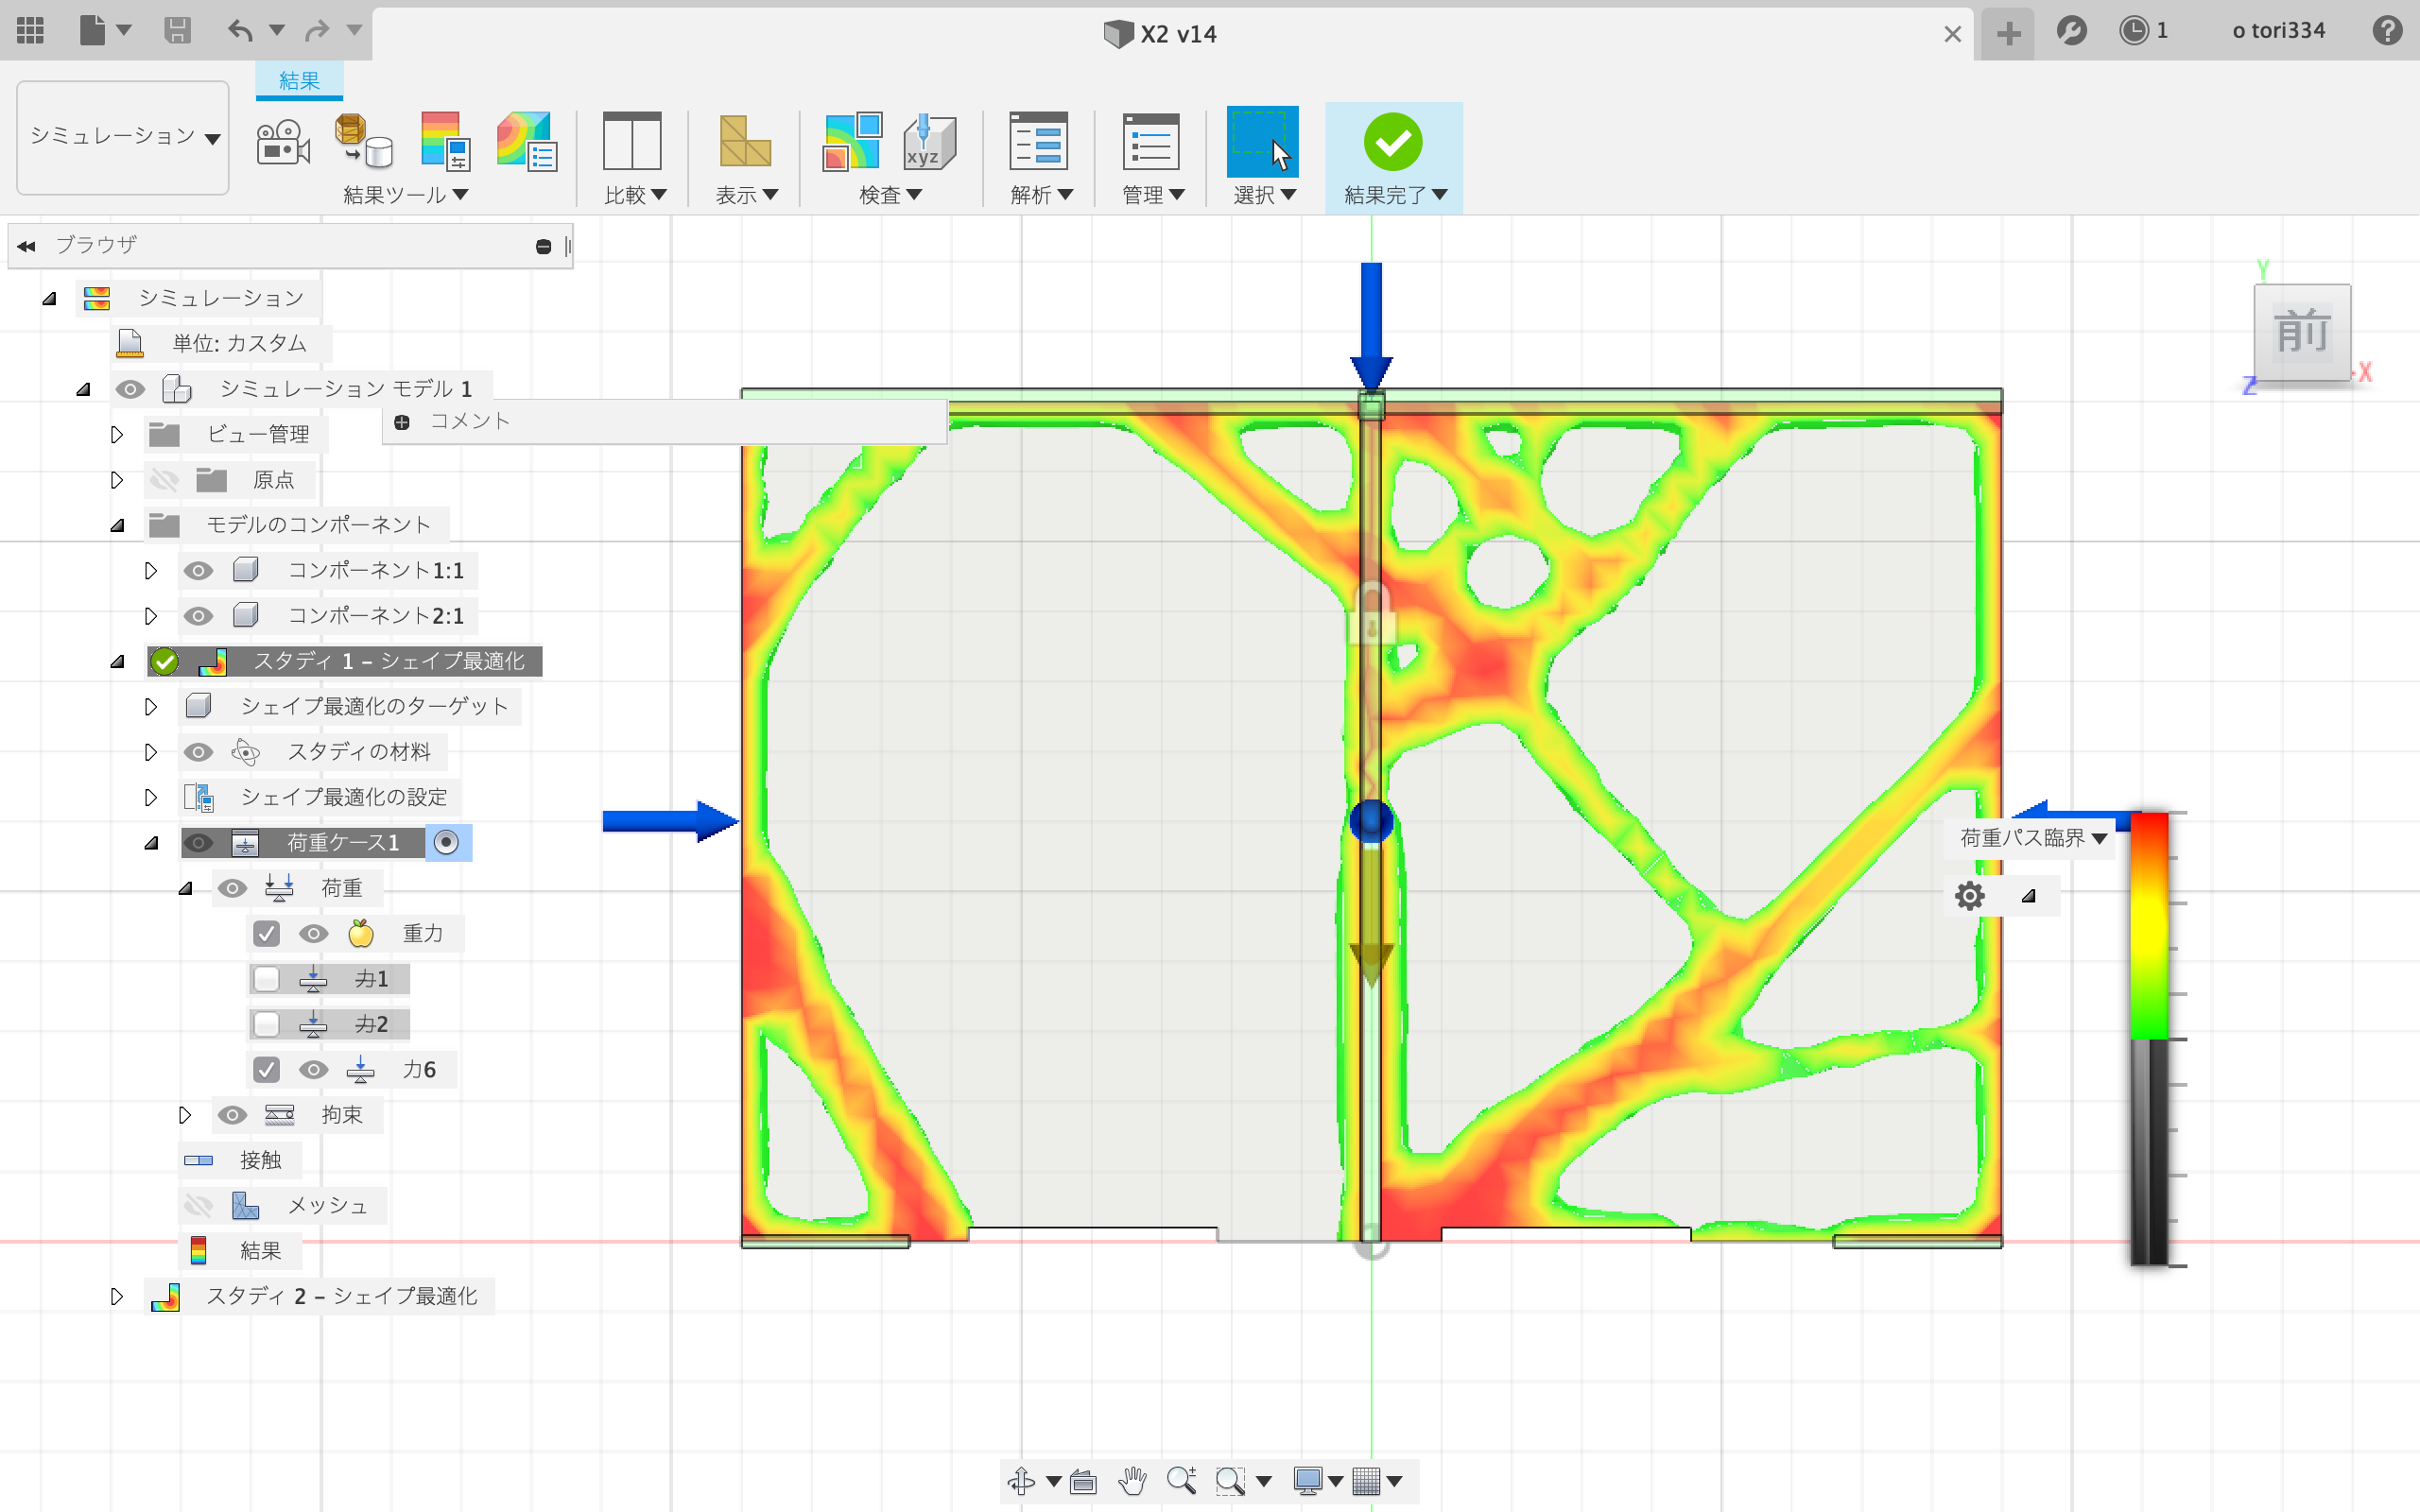 X2 v14
1
o tori334
結果
シミュレーション
結果ツール
比較
表示
検査
xyz
解析
管理
選択
結果完了
ブラウザ
シミュレーション
単位: カスタム
シミュレーション モデル 1
コメント
ビュー管理
原点
モデルのコンポーネント
コンポーネント1:1
コンポーネント2:1
スタディ 1 – シェイプ最適化
シェイプ最適化のターゲット
スタディの材料
シェイプ最適化の設定
荷重ケース1
荷重
重力
力1
力2
力6
拘束
接触
メッシュ
結果
スタディ 2 – シェイプ最適化
Y
前
X
Z
荷重パス臨界